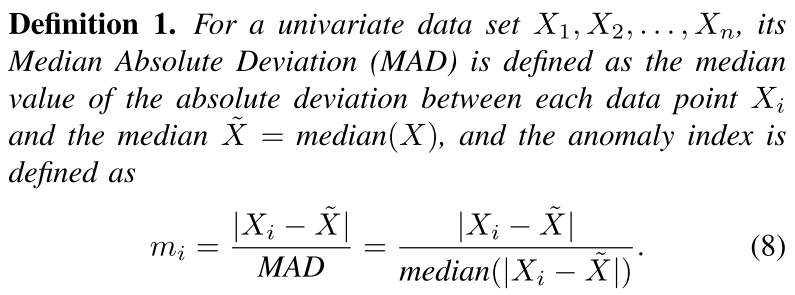 Definition 1. For a univariate data set X₁, X₂, . . . , Xₙ, its
Median Absolute Deviation (MAD) is defined as the median
value of the absolute deviation between each data point Xᵢ
and the median X̃ = median(X), and the anomaly index is
defined as
mᵢ = |Xᵢ − X̃| / MAD = |Xᵢ − X̃| / median(|Xᵢ − X̃|). (8)